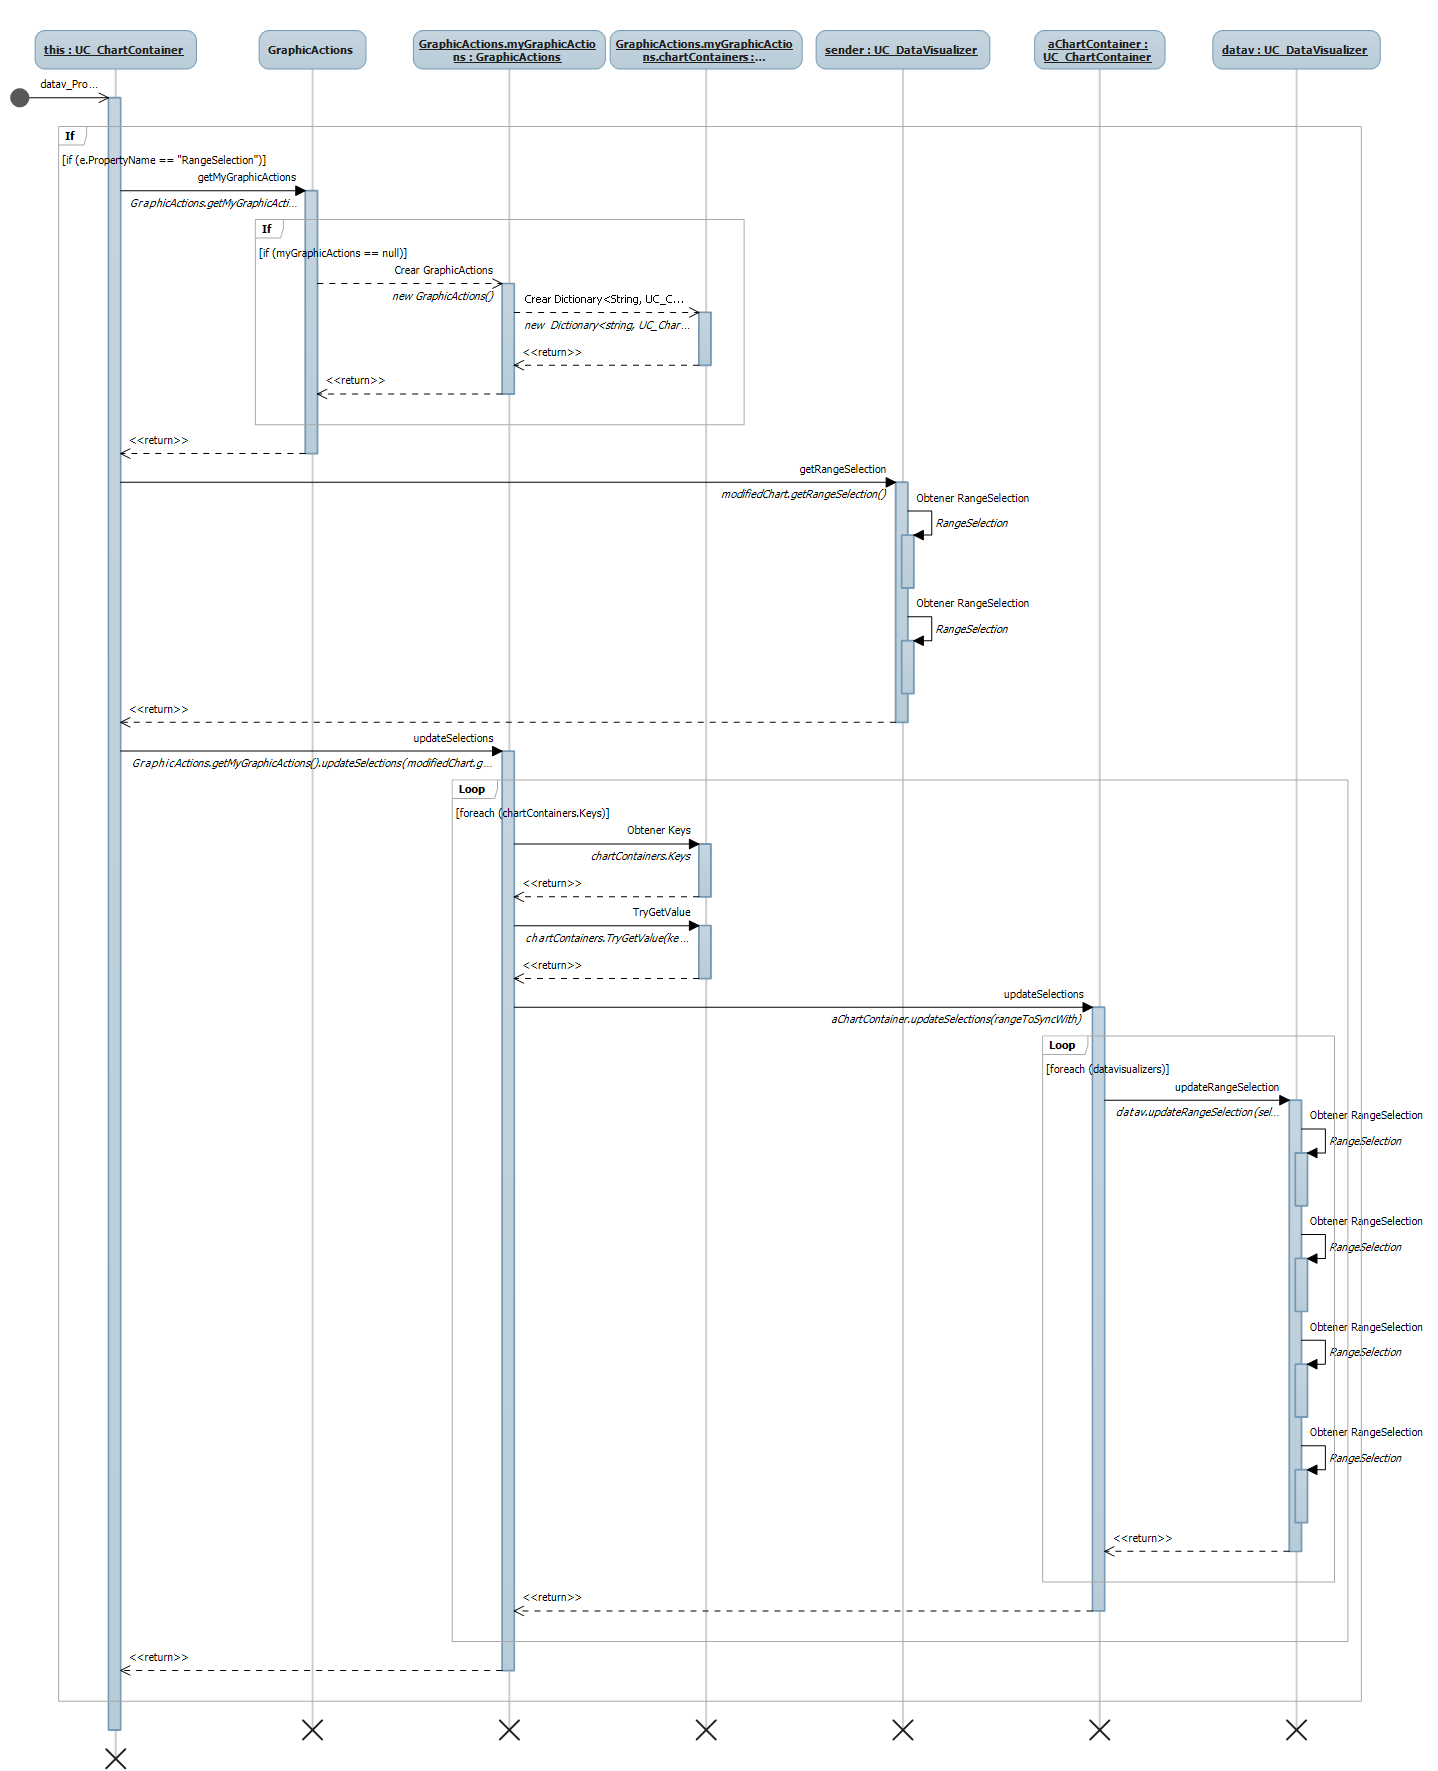 this : UC_ChartContainer
GraphicActions
GraphicActions.myGraphicActio
ns : GraphicActions
GraphicActions.myGraphicActio
ns.chartContainers :...
sender : UC_DataVisualizer
aChartContainer :
UC_ChartContainer
datav : UC_DataVisualizer
datav_Pro...
If
[if (e.PropertyName == "RangeSelection")]
getMyGraphicActions
GraphicActions.getMyGraphicActi...
If
[if (myGraphicActions == null)]
Crear GraphicActions
new GraphicActions()
Crear Dictionary<String, UC_C...
new Dictionary<string, UC_Char...
<<return>>
<<return>>
<<return>>
getRangeSelection
modifiedChart.getRangeSelection()
Obtener RangeSelection
RangeSelection
Obtener RangeSelection
RangeSelection
<<return>>
updateSelections
GraphicActions.getMyGraphicActions().updateSelections(modifiedChart.g...
Loop
[foreach (chartContainers.Keys)]
Obtener Keys
chartContainers.Keys
<<return>>
TryGetValue
chartContainers.TryGetValue(ke...
<<return>>
updateSelections
aChartContainer.updateSelections(rangeToSyncWith)
Loop
[foreach (datavisualizers)]
updateRangeSelection
datav.updateRangeSelection(sel...
Obtener RangeSelection
RangeSelection
Obtener RangeSelection
RangeSelection
Obtener RangeSelection
RangeSelection
Obtener RangeSelection
RangeSelection
<<return>>
<<return>>
<<return>>